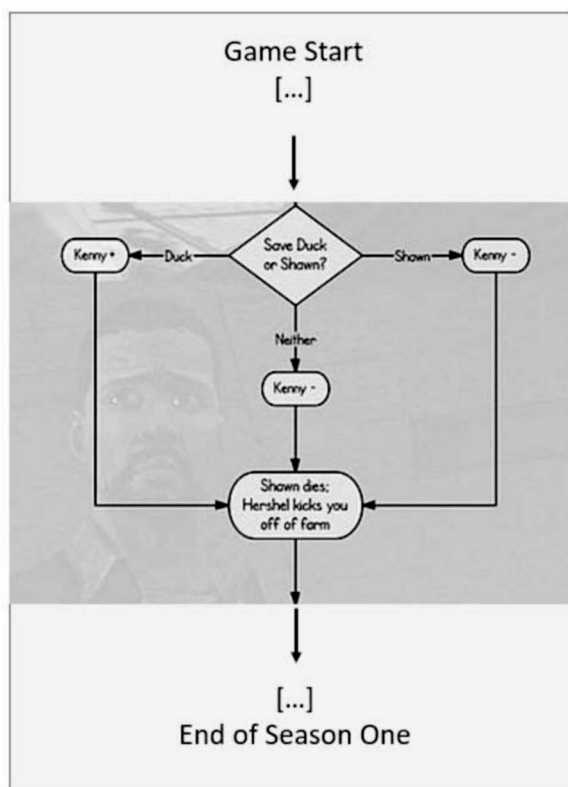 Game Start
[...]
Save Duck
or Shawn?
Kenny +
Duck
Shawn
Kenny -
Neither
Kenny -
Shawn dies;
Hershel kicks you
off of farm
[...]
End of Season One